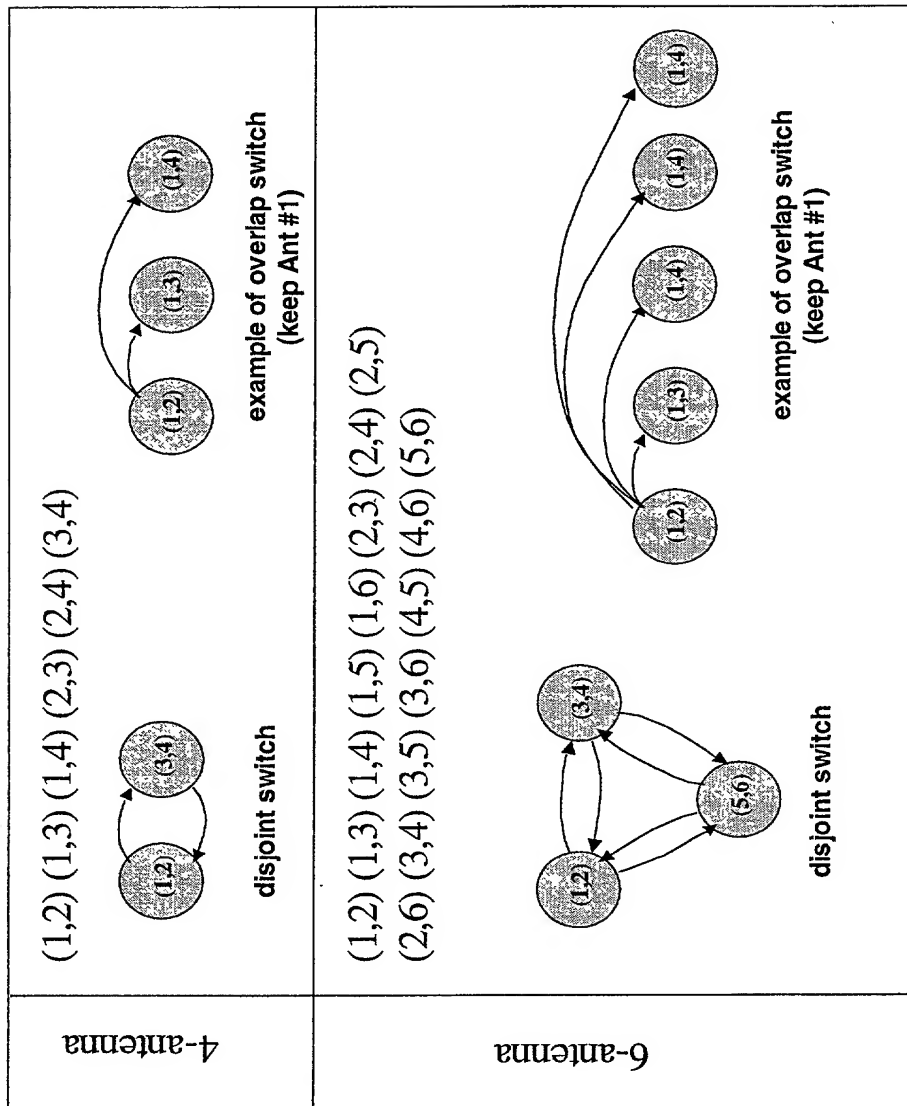 4-antenna
(1,2) (1,3) (1,4) (2,3) (2,4) (3,4)
(1,2)
(3,4)
disjoint switch
(1,2)
(1,3)
(1,4)
example of overlap switch
(keep Ant #1)
6-antenna
(1,2) (1,3) (1,4) (1,5) (1,6) (2,3) (2,4) (2,5)
(2,6) (3,4) (3,5) (3,6) (4,5) (4,6) (5,6)
(1,2)
(3,4)
(5,6)
disjoint switch
(1,2)
(1,3)
(1,4)
(1,4)
(1,4)
example of overlap switch
(keep Ant #1)